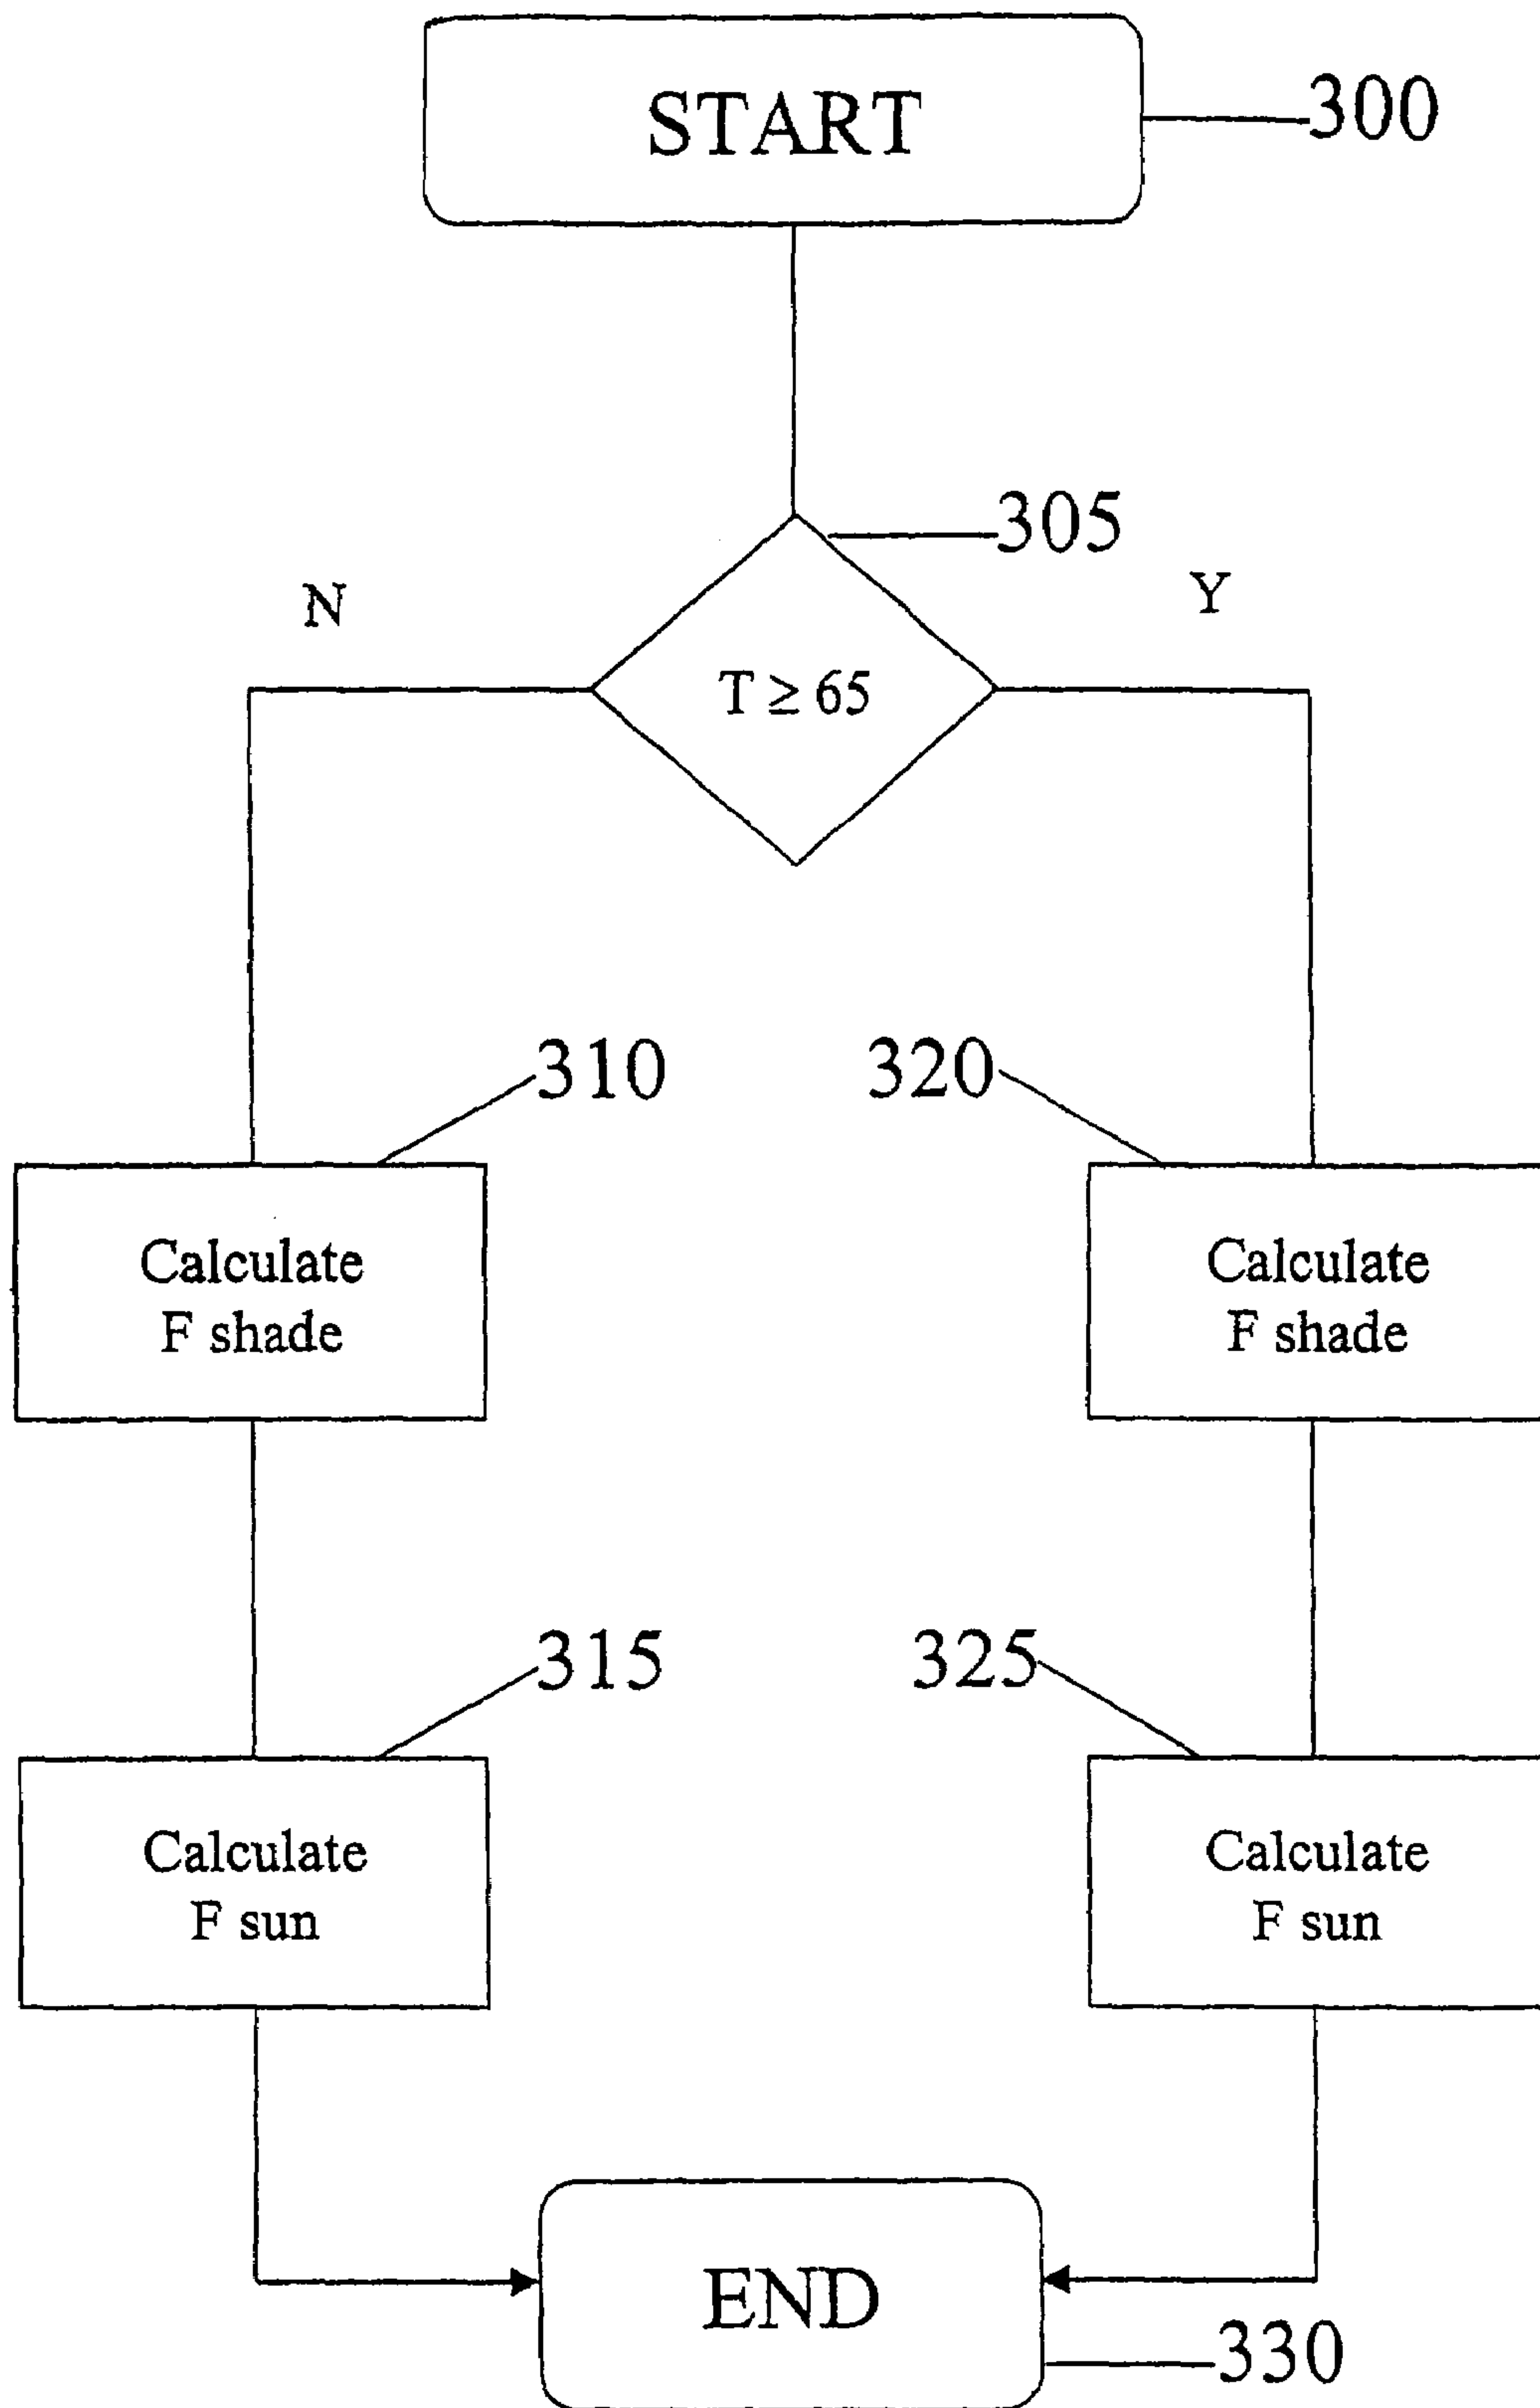 START
300
305
N
Y
T ≥ 65
310
320
Calculate
F shade
Calculate
F shade
315
325
Calculate
F sun
Calculate
F sun
END
330